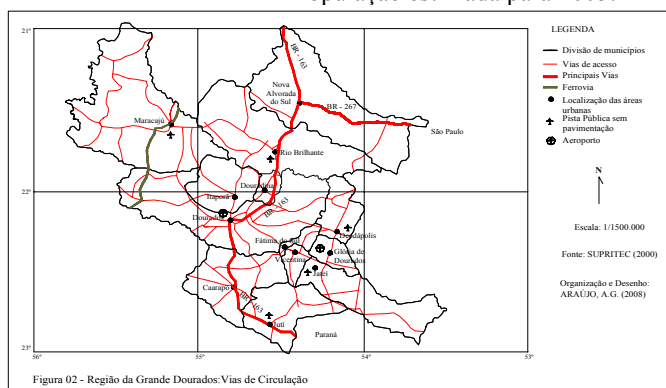 21°
BR - 163
Nova
Alvorada
do Sul
BR - 267
São Paulo
Maracajú
Rio Brilhante
22°
Douradina
Itaporã
BR - 163
Dourados
Deodápolis
Fátima do Sul
Glória de
Dourados
Vicentina
Jateí
Caarapó
BR - 163
Juti
Paraná
23°
56°
55°
54°
53°
LEGENDA
Divisão de municípios
Vias de acesso
Principais Vias
Ferrovia
Localização das áreas
urbanas
Pista Pública sem
pavimentação
Aeroporto
N
Escala: 1/1500.000
Fonte: SUPRITEC (2000)
Organização e Desenho:
ARAÚJO, A.G. (2008)
Figura 02 - Região da Grande Dourados:Vias de Circulação